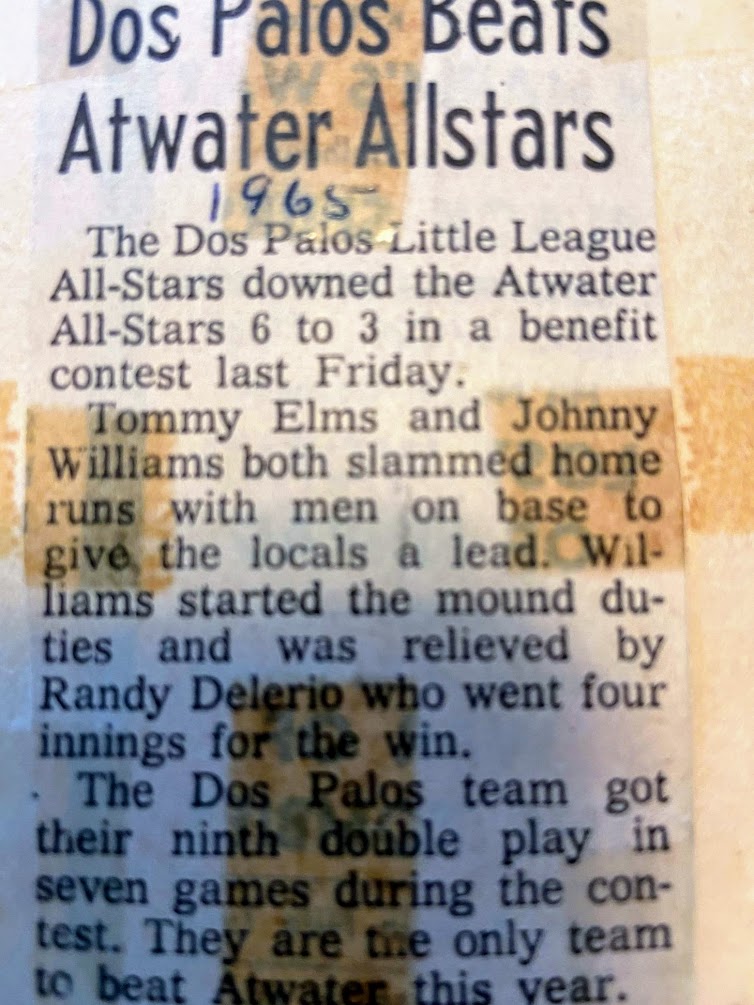 Dos Palos Beats
Atwater Allstars
1965
The Dos Palos Little League
All-Stars downed the Atwater
All-Stars 6 to 3 in a benefit
contest last Friday.
Tommy Elms and Johnny
Williams both slammed home
runs with men on base to
give the locals a lead. Wil-
liams started the mound du-
ties and was relieved by
Randy Delerio who went four
innings for the win.
The Dos Palos team got
their ninth double play in
seven games during the con-
test. They are the only team
to beat Atwater this year.